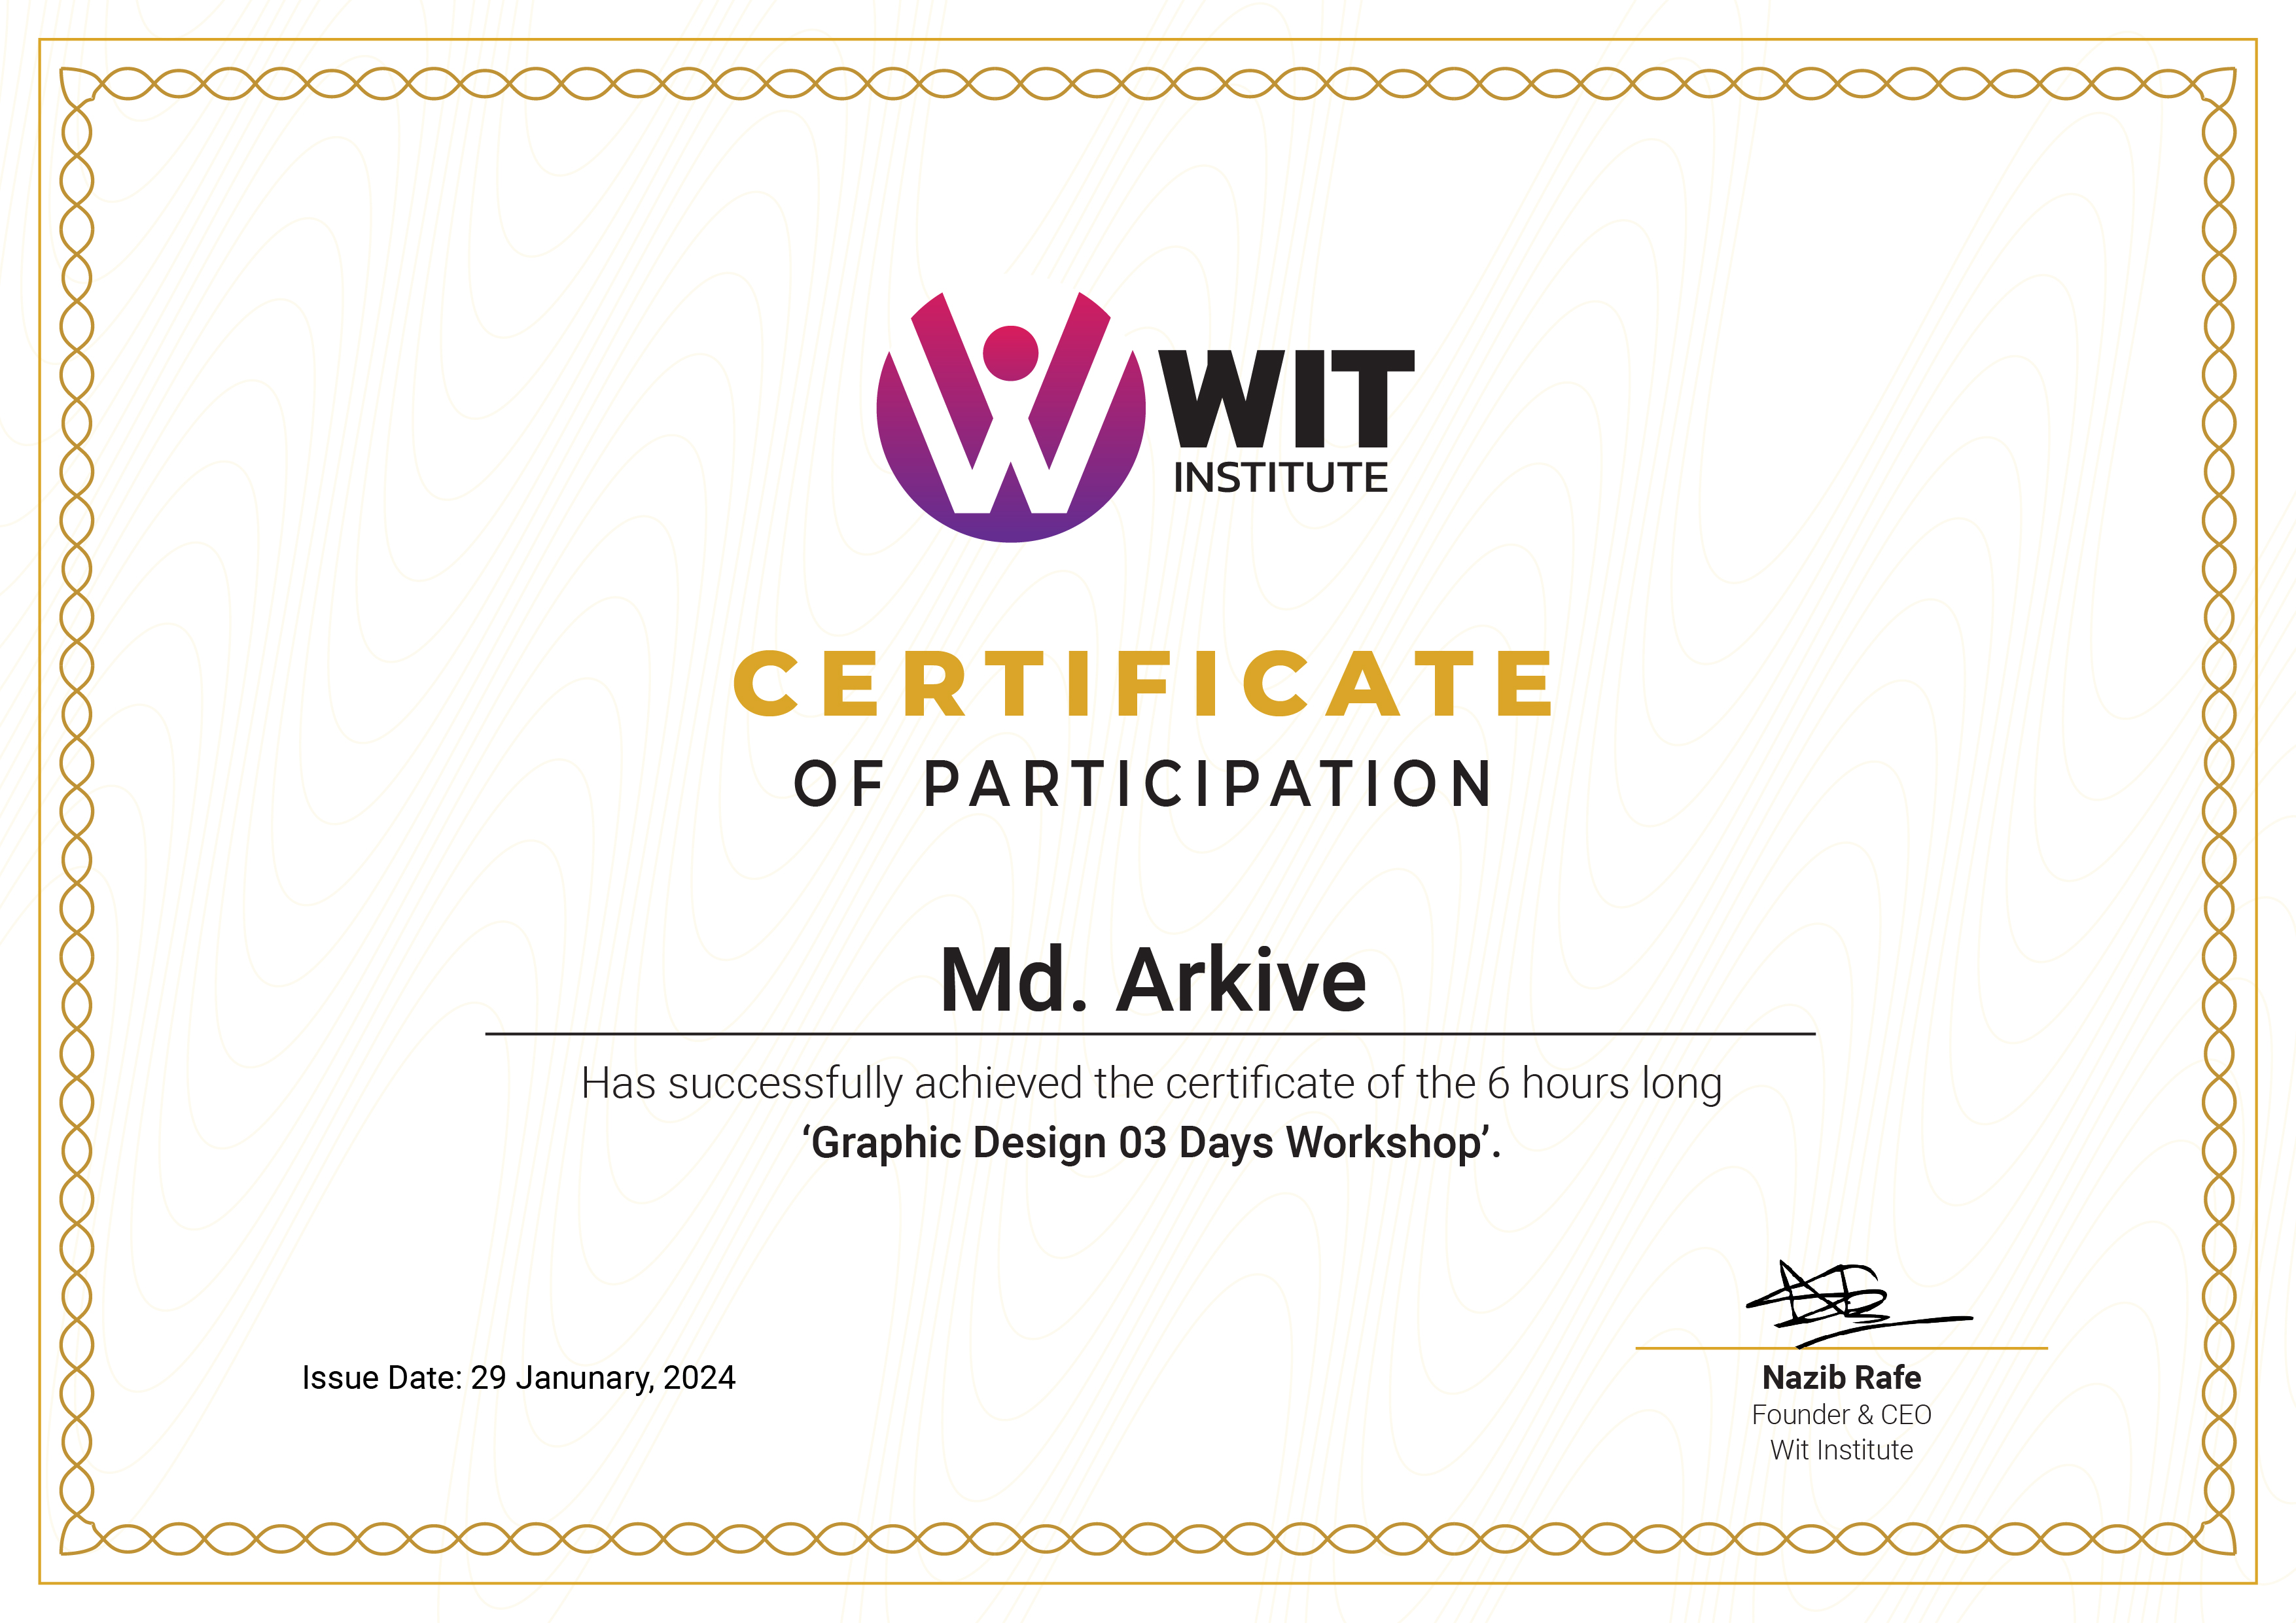 WIT
INSTITUTE
CERTIFICATE
OF PARTICIPATION
Md. Arkive
Has successfully achieved the certificate of the 6 hours long
‘Graphic Design 03 Days Workshop’.
Issue Date: 29 Janunary, 2024
Nazib Rafe
Founder & CEO
Wit Institute